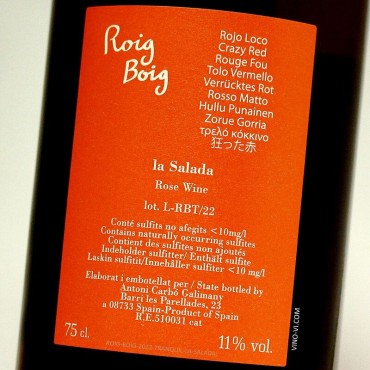 Roig
Boig
Rojo Loco
Crazy Red
Rouge Fou
Tolo Vermello
Verrücktes Rot
Rosso Matto
Hullu Punainen
Zorue Gorria
τρελό κόκκινο
狂った赤
la Salada
Rose Wine
lot. L-RBT/22
Conté sulfits no afegits <10mg/l
Contains naturally occurring sulfites
Contient des sulfites non ajoutés
Indeholder sulfitter/Enthält sulfite
Laskin sulfitit/Innehåller sulfiter <10 mg/l
Elaborat i embotellat per / State bottled by
Antoni Carbó Galimany
Barri les Parellades, 23
a 08733 Spain-Product of Spain
R.E.510031 cat
75 cl.
11% vol.
VINO-VI.COM